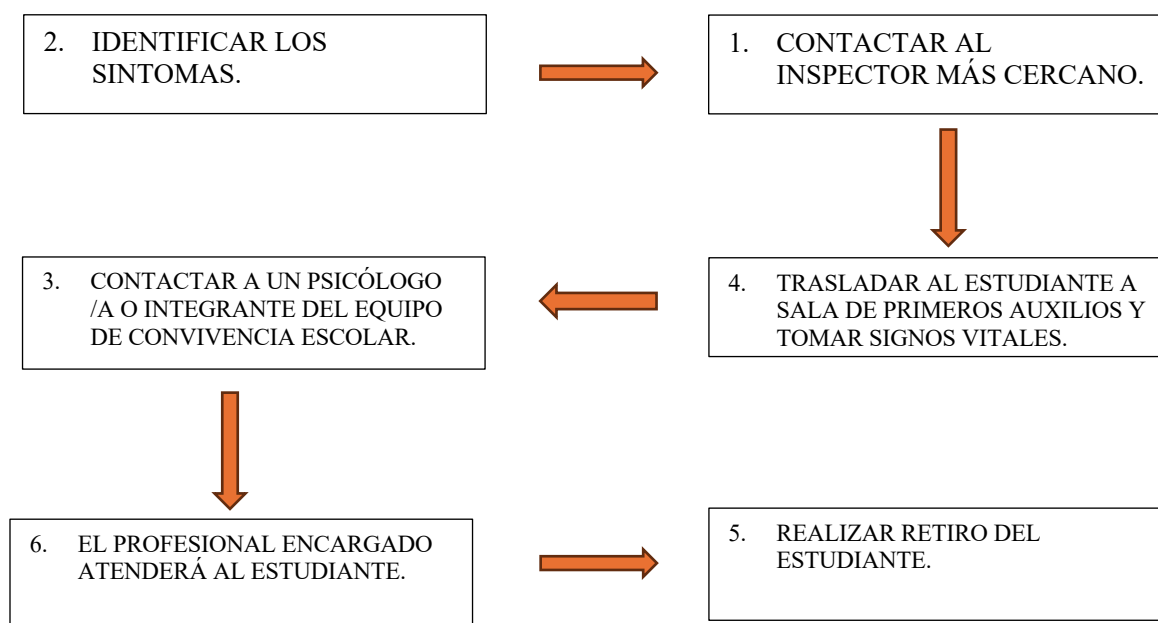 2. IDENTIFICAR LOS
SINTOMAS.
1. CONTACTAR AL
INSPECTOR MÁS CERCANO.
3. CONTACTAR A UN PSICÓLOGO
/A O INTEGRANTE DEL EQUIPO
DE CONVIVENCIA ESCOLAR.
4. TRASLADAR AL ESTUDIANTE A
SALA DE PRIMEROS AUXILIOS Y
TOMAR SIGNOS VITALES.
6. EL PROFESIONAL ENCARGADO
ATENDERÁ AL ESTUDIANTE.
5. REALIZAR RETIRO DEL
ESTUDIANTE.